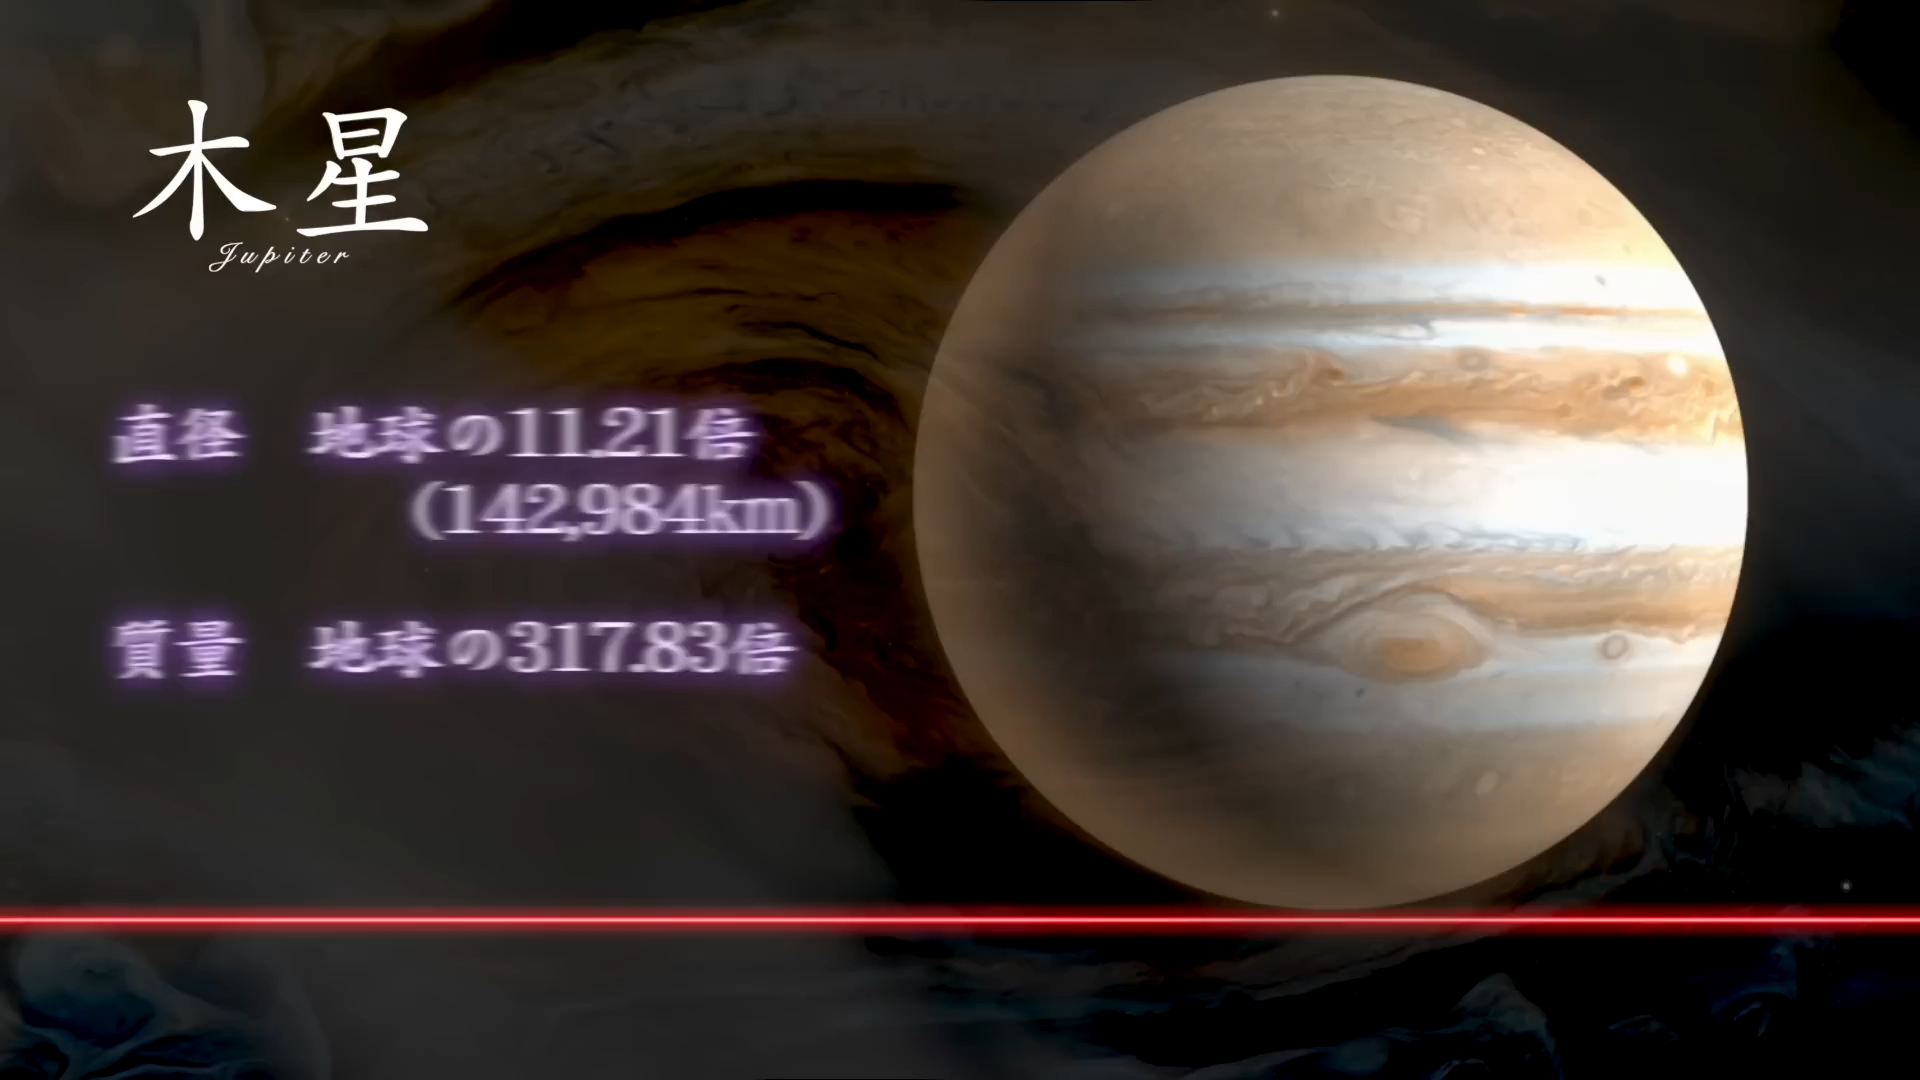 木星
Jupiter
直径　地球の11.21倍
（142,984km）
質量　地球の317.83倍